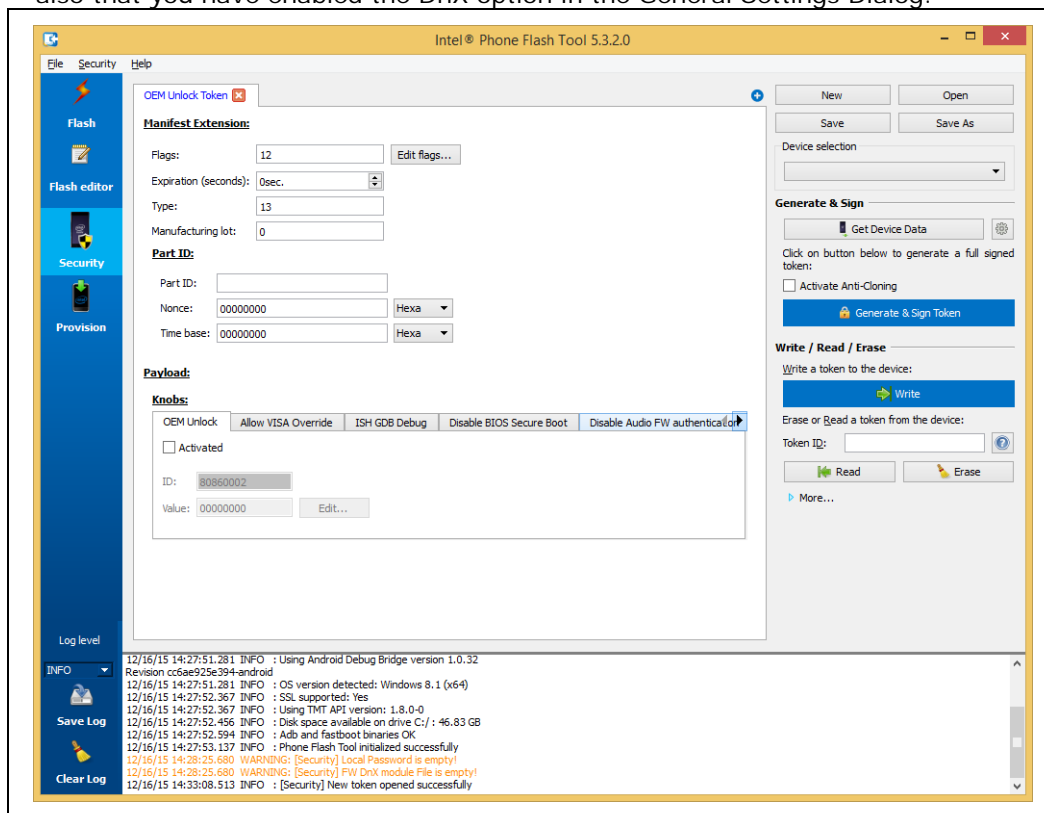 also that you have enabled the DnX option in the General Settings Dialog.
Intel® Phone Flash Tool 5.3.2.0
File Security Help
Flash
Flash editor
Security
Provision
Log level
INFO
Save Log
Clear Log
OEM Unlock Token
Manifest Extension:
Flags: 12 Edit flags...
Expiration (seconds): 0sec.
Type: 13
Manufacturing lot: 0
Part ID:
Part ID:
Nonce: 00000000 Hexa
Time base: 00000000 Hexa
Payload:
Knobs:
OEM Unlock Allow VISA Override ISH GDB Debug Disable BIOS Secure Boot Disable Audio FW authentication
Activated
ID: 80860002
Value: 00000000 Edit...
New Open
Save Save As
Device selection
Generate & Sign
Get Device Data
Click on button below to generate a full signed
token:
Activate Anti-Cloning
Generate & Sign Token
Write / Read / Erase
Write a token to the device:
Write
Erase or Read a token from the device:
Token ID:
Read Erase
More...
12/16/15 14:27:51.281 INFO : Using Android Debug Bridge version 1.0.32
Revision cc6ae925e394-android
12/16/15 14:27:51.281 INFO : OS version detected: Windows 8.1 (x64)
12/16/15 14:27:52.367 INFO : SSL supported: Yes
12/16/15 14:27:52.367 INFO : Using TMT API version: 1.8.0-0
12/16/15 14:27:52.456 INFO : Disk space available on drive C:/ : 46.83 GB
12/16/15 14:27:52.594 INFO : Adb and fastboot binaries OK
12/16/15 14:27:53.137 INFO : Phone Flash Tool initialized successfully
12/16/15 14:28:25.680 WARNING: [Security] Local Password is empty!
12/16/15 14:28:25.680 WARNING: [Security] FW DnX module File is empty!
12/16/15 14:33:08.513 INFO : [Security] New token opened successfully